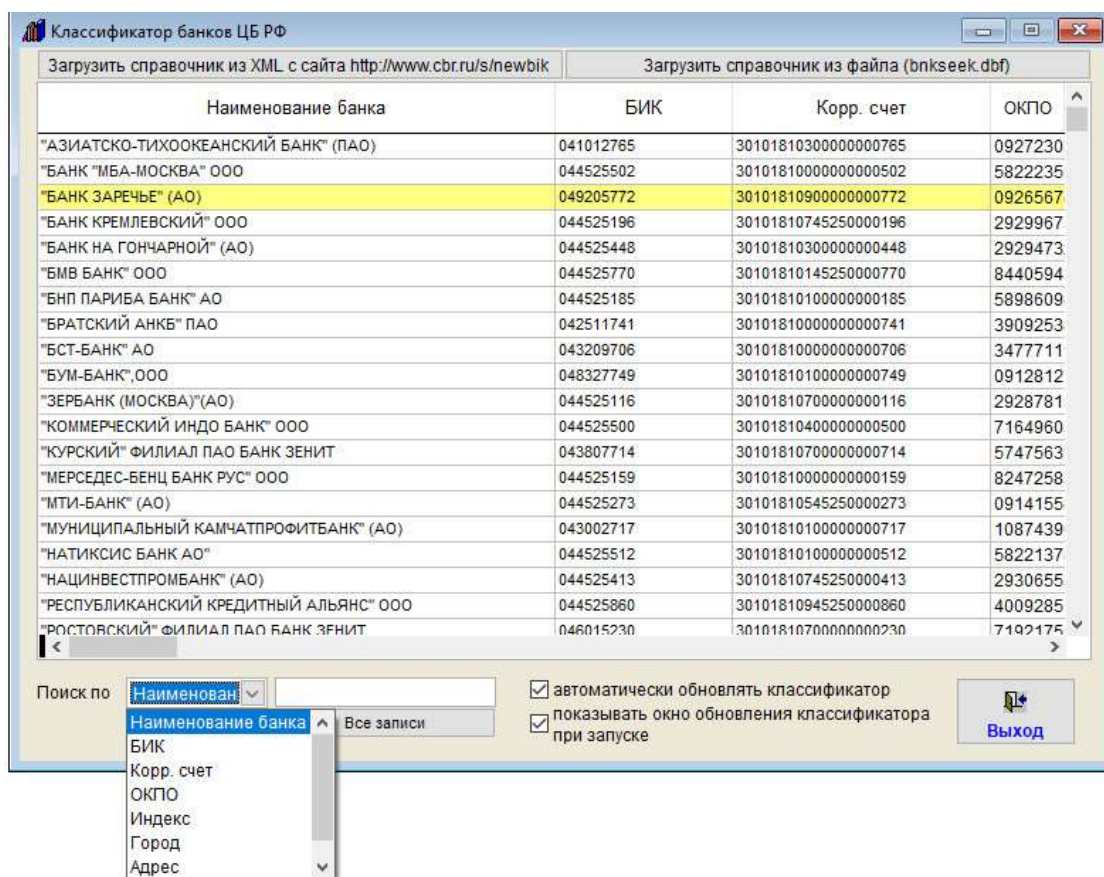 Классификатор банков ЦБ РФ
Загрузить справочник из XML с сайта http://www.cbr.ru/s/newbik Загрузить справочник из файла (bnkseek.dbf)
Наименование банка БИК Корр. счет ОКПО
"АЗИАТСКО-ТИХООКЕАНСКИЙ БАНК" (ПАО) 041012765 30101810300000000765 0927230
"БАНК "МБА-МОСКВА" ООО 044525502 30101810000000000502 5822235
"БАНК ЗАРЕЧЬЕ" (АО) 049205772 30101810900000000772 0926567
"БАНК КРЕМЛЕВСКИЙ" ООО 044525196 30101810745250000196 2929967
"БАНК НА ГОНЧАРНОЙ" (АО) 044525448 30101810300000000448 2929473
"БМВ БАНК" ООО 044525770 30101810145250000770 8440594
"БНП ПАРИБА БАНК" АО 044525185 30101810100000000185 5898609
"БРАТСКИЙ АНКБ" ПАО 042511741 30101810000000000741 3909253
"БСТ-БАНК" АО 043209706 30101810000000000706 3477711
"БУМ-БАНК",ООО 048327749 30101810100000000749 0912812
"ЗЕРБАНК (МОСКВА)"(АО) 044525116 30101810700000000116 2928781
"КОММЕРЧЕСКИЙ ИНДО БАНК" ООО 044525500 30101810400000000500 7164960
"КУРСКИЙ" ФИЛИАЛ ПАО БАНК ЗЕНИТ 043807714 30101810700000000714 5747563
"МЕРСЕДЕС-БЕНЦ БАНК РУС" ООО 044525159 30101810000000000159 8247258
"МТИ-БАНК" (АО) 044525273 30101810545250000273 0914155
"МУНИЦИПАЛЬНЫЙ КАМЧАТПРОФИТБАНК" (АО) 043002717 30101810100000000717 1087439
"НАТИКСИС БАНК АО" 044525512 30101810100000000512 5822137
"НАЦИНВЕСТПРОМБАНК" (АО) 044525413 30101810745250000413 2930655
"РЕСПУБЛИКАНСКИЙ КРЕДИТНЫЙ АЛЬЯНС" ООО 044525860 30101810945250000860 4009285
"РОСТОВСКИЙ" ФИЛИАЛ ПАО БАНК ЗЕНИТ 046015230 30101810700000000230 7192175
Поиск по Наименован автоматически обновлять классификатор
Наименование банка Все записи показывать окно обновления классификатора
при запуске
Выход
БИК
Корр. счет
ОКПО
Индекс
Город
Адрес